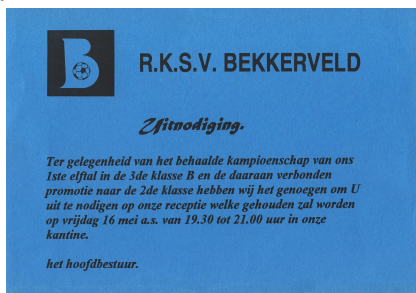 B
R.K.S.V. BEKKERVELD
Uitnodiging.
Ter gelegenheid van het behaalde kampioenschap van ons
1ste elftal in de 3de klasse B en de daaraan verbonden
promotie naar de 2de klasse hebben wij het genoegen om U
uit te nodigen op onze receptie welke gehouden zal worden
op vrijdag 16 mei a.s. van 19.30 tot 21.00 uur in onze
kantine.
het hoofdbestuur.